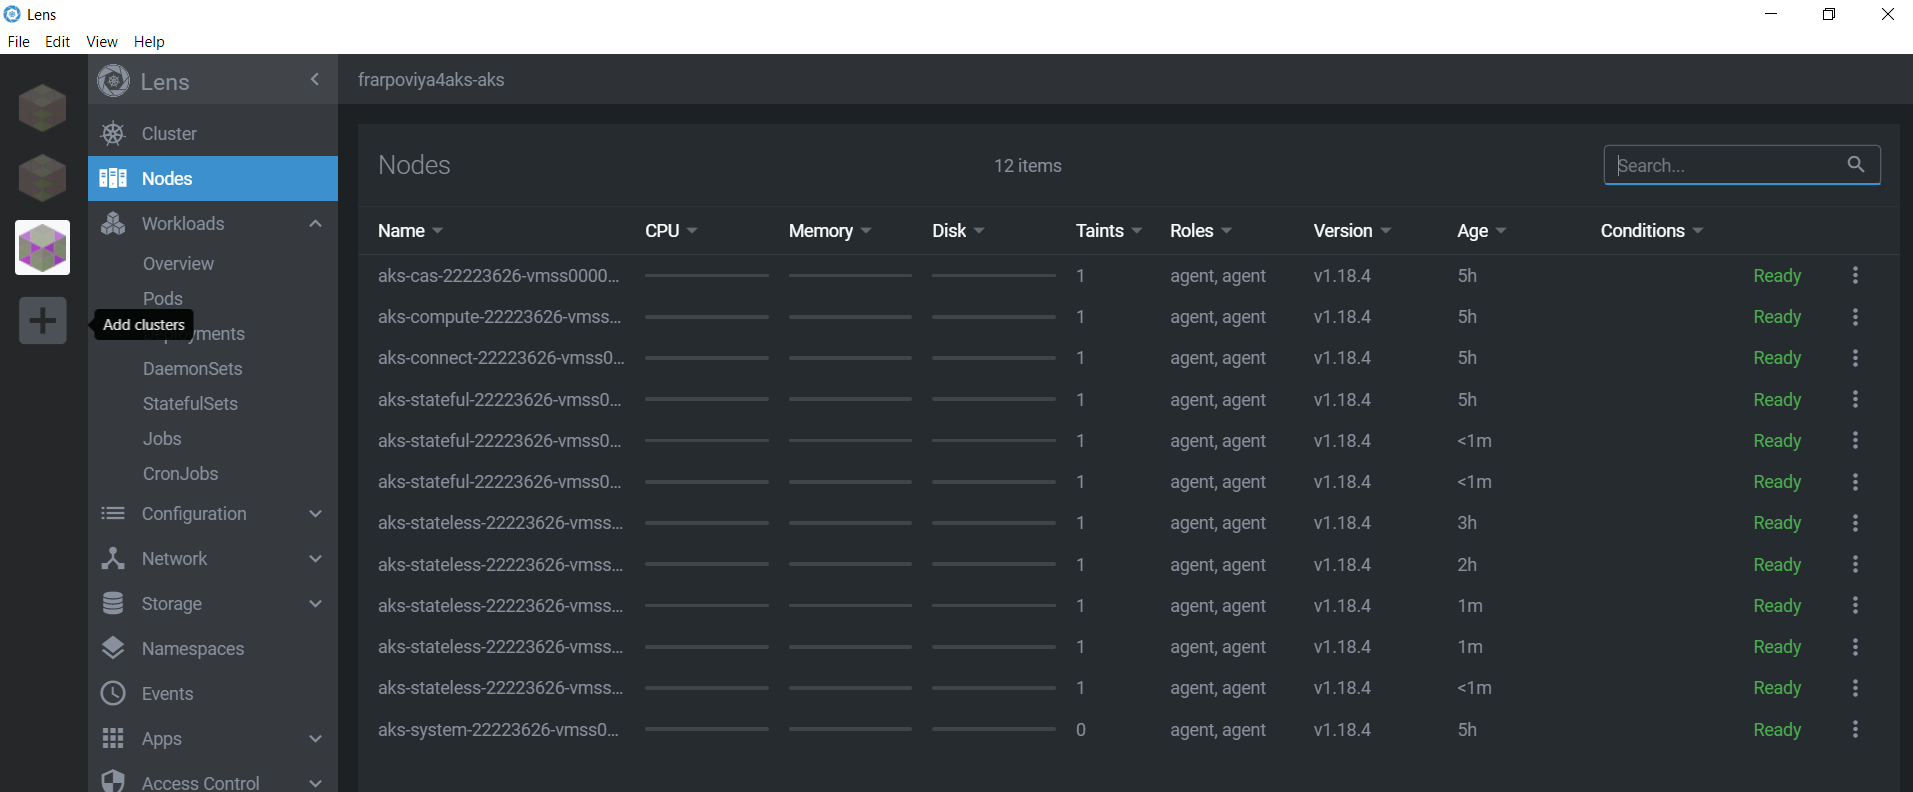 Lens
File Edit View Help
Lens
frarpoviya4aks-aks
Cluster
Nodes
Workloads
Overview
Pods
Add clusters
yments
DaemonSets
StatefulSets
Jobs
CronJobs
Configuration
Network
Storage
Namespaces
Events
Apps
Access Control
Nodes 12 items Search...
Name CPU Memory Disk Taints Roles Version Age Conditions
aks-cas-22223626-vmss0000... 1 agent, agent v1.18.4 5h Ready
aks-compute-22223626-vmss... 1 agent, agent v1.18.4 5h Ready
aks-connect-22223626-vmss0... 1 agent, agent v1.18.4 5h Ready
aks-stateful-22223626-vmss0... 1 agent, agent v1.18.4 5h Ready
aks-stateful-22223626-vmss0... 1 agent, agent v1.18.4 <1m Ready
aks-stateful-22223626-vmss0... 1 agent, agent v1.18.4 <1m Ready
aks-stateless-22223626-vmss... 1 agent, agent v1.18.4 3h Ready
aks-stateless-22223626-vmss... 1 agent, agent v1.18.4 2h Ready
aks-stateless-22223626-vmss... 1 agent, agent v1.18.4 1m Ready
aks-stateless-22223626-vmss... 1 agent, agent v1.18.4 1m Ready
aks-stateless-22223626-vmss... 1 agent, agent v1.18.4 <1m Ready
aks-system-22223626-vmss0... 0 agent, agent v1.18.4 5h Ready